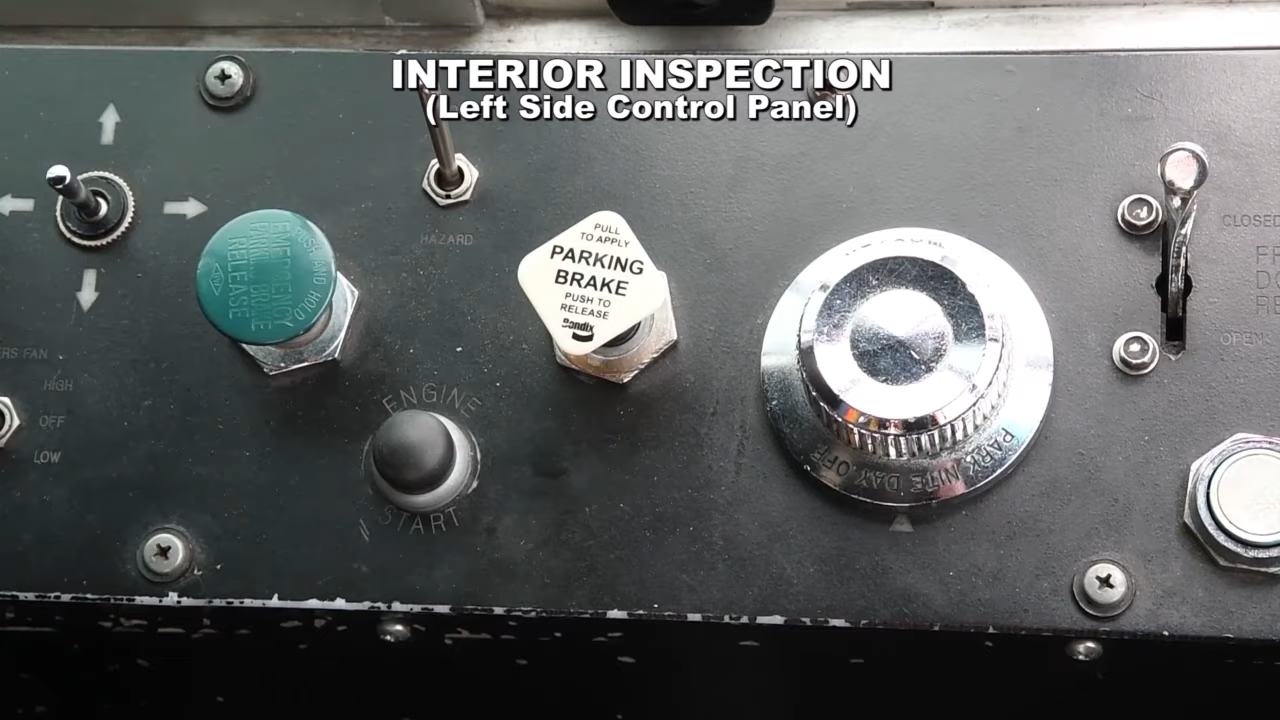 INTERIOR INSPECTION
(Left Side Control Panel)
HAZARD
PUSH AND HOLD
EMERGENCY
PARKING BRAKE
RELEASE
PULL
TO APPLY
PARKING
BRAKE
PUSH TO
RELEASE
Bendix
ENGINE
START
FAN
HIGH
OFF
LOW
OFF DAY NITE PARK
CLOSED
OPEN